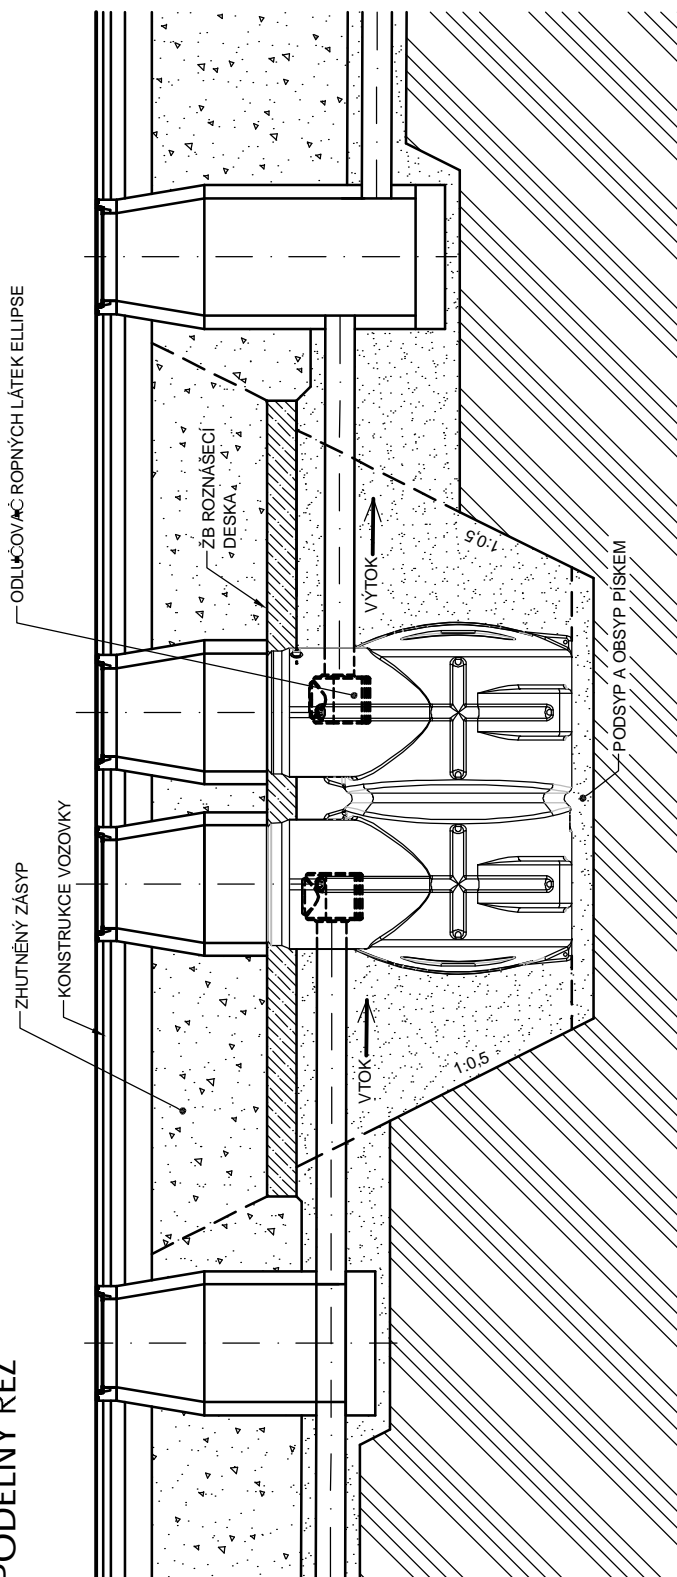 PODÉLNÝ ŘEZ
ZHUTNĚNÝ ZÁSYP
KONSTRUKCE VOZOVKY
ODLUČOVAČ ROPNÝCH LÁTEK ELLIPSE
ŽB ROZNÁŠECÍ
DESKA
VTOK
VÝTOK
1:0,5
1:0,5
PODSYP A OBSYP PÍSKEM